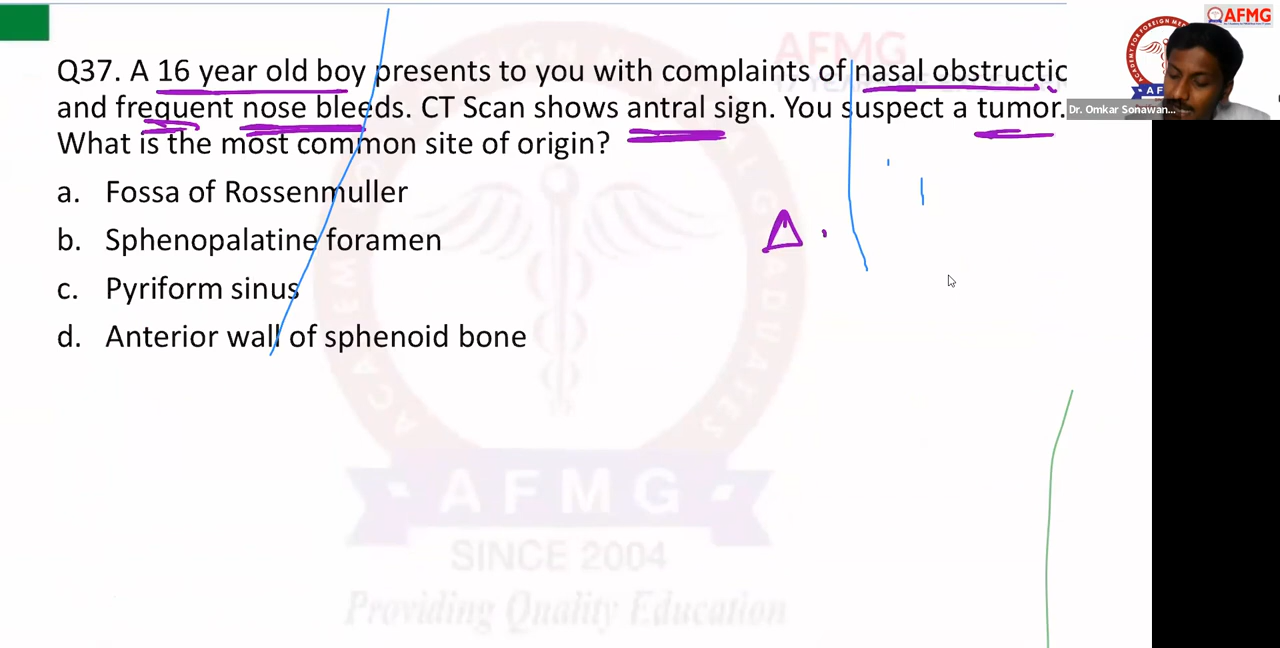 AFMG
AFMG
Q37. A 16 year old boy presents to you with complaints of nasal obstructic
and frequent nose bleeds. CT Scan shows antral sign. You suspect a tumor.
Dr. Omkar Sonawan...
What is the most common site of origin?
a. Fossa of Rossenmuller
b. Sphenopalatine foramen
c. Pyriform sinus
d. Anterior wall of sphenoid bone
Δ.
AFMG
SINCE 2004
Providing Quality Education